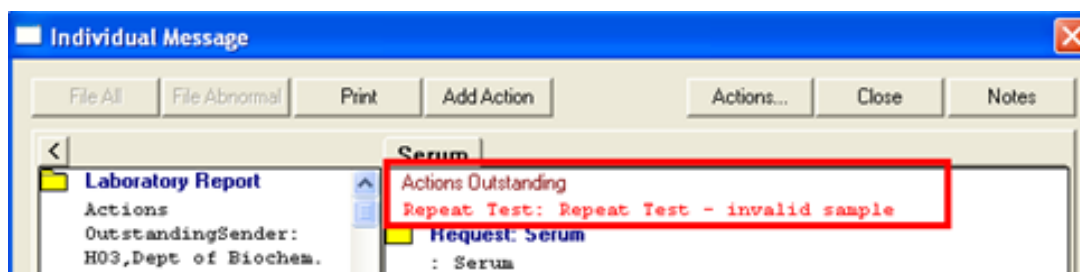 Individual Message
File All File Abnormal Print Add Action Actions... Close Notes
<
Laboratory Report
Actions
OutstandingSender:
H03,Dept of Biochem.
Serum
Actions Outstanding
Repeat Test: Repeat Test - invalid sample
Request: Serum
: Serum